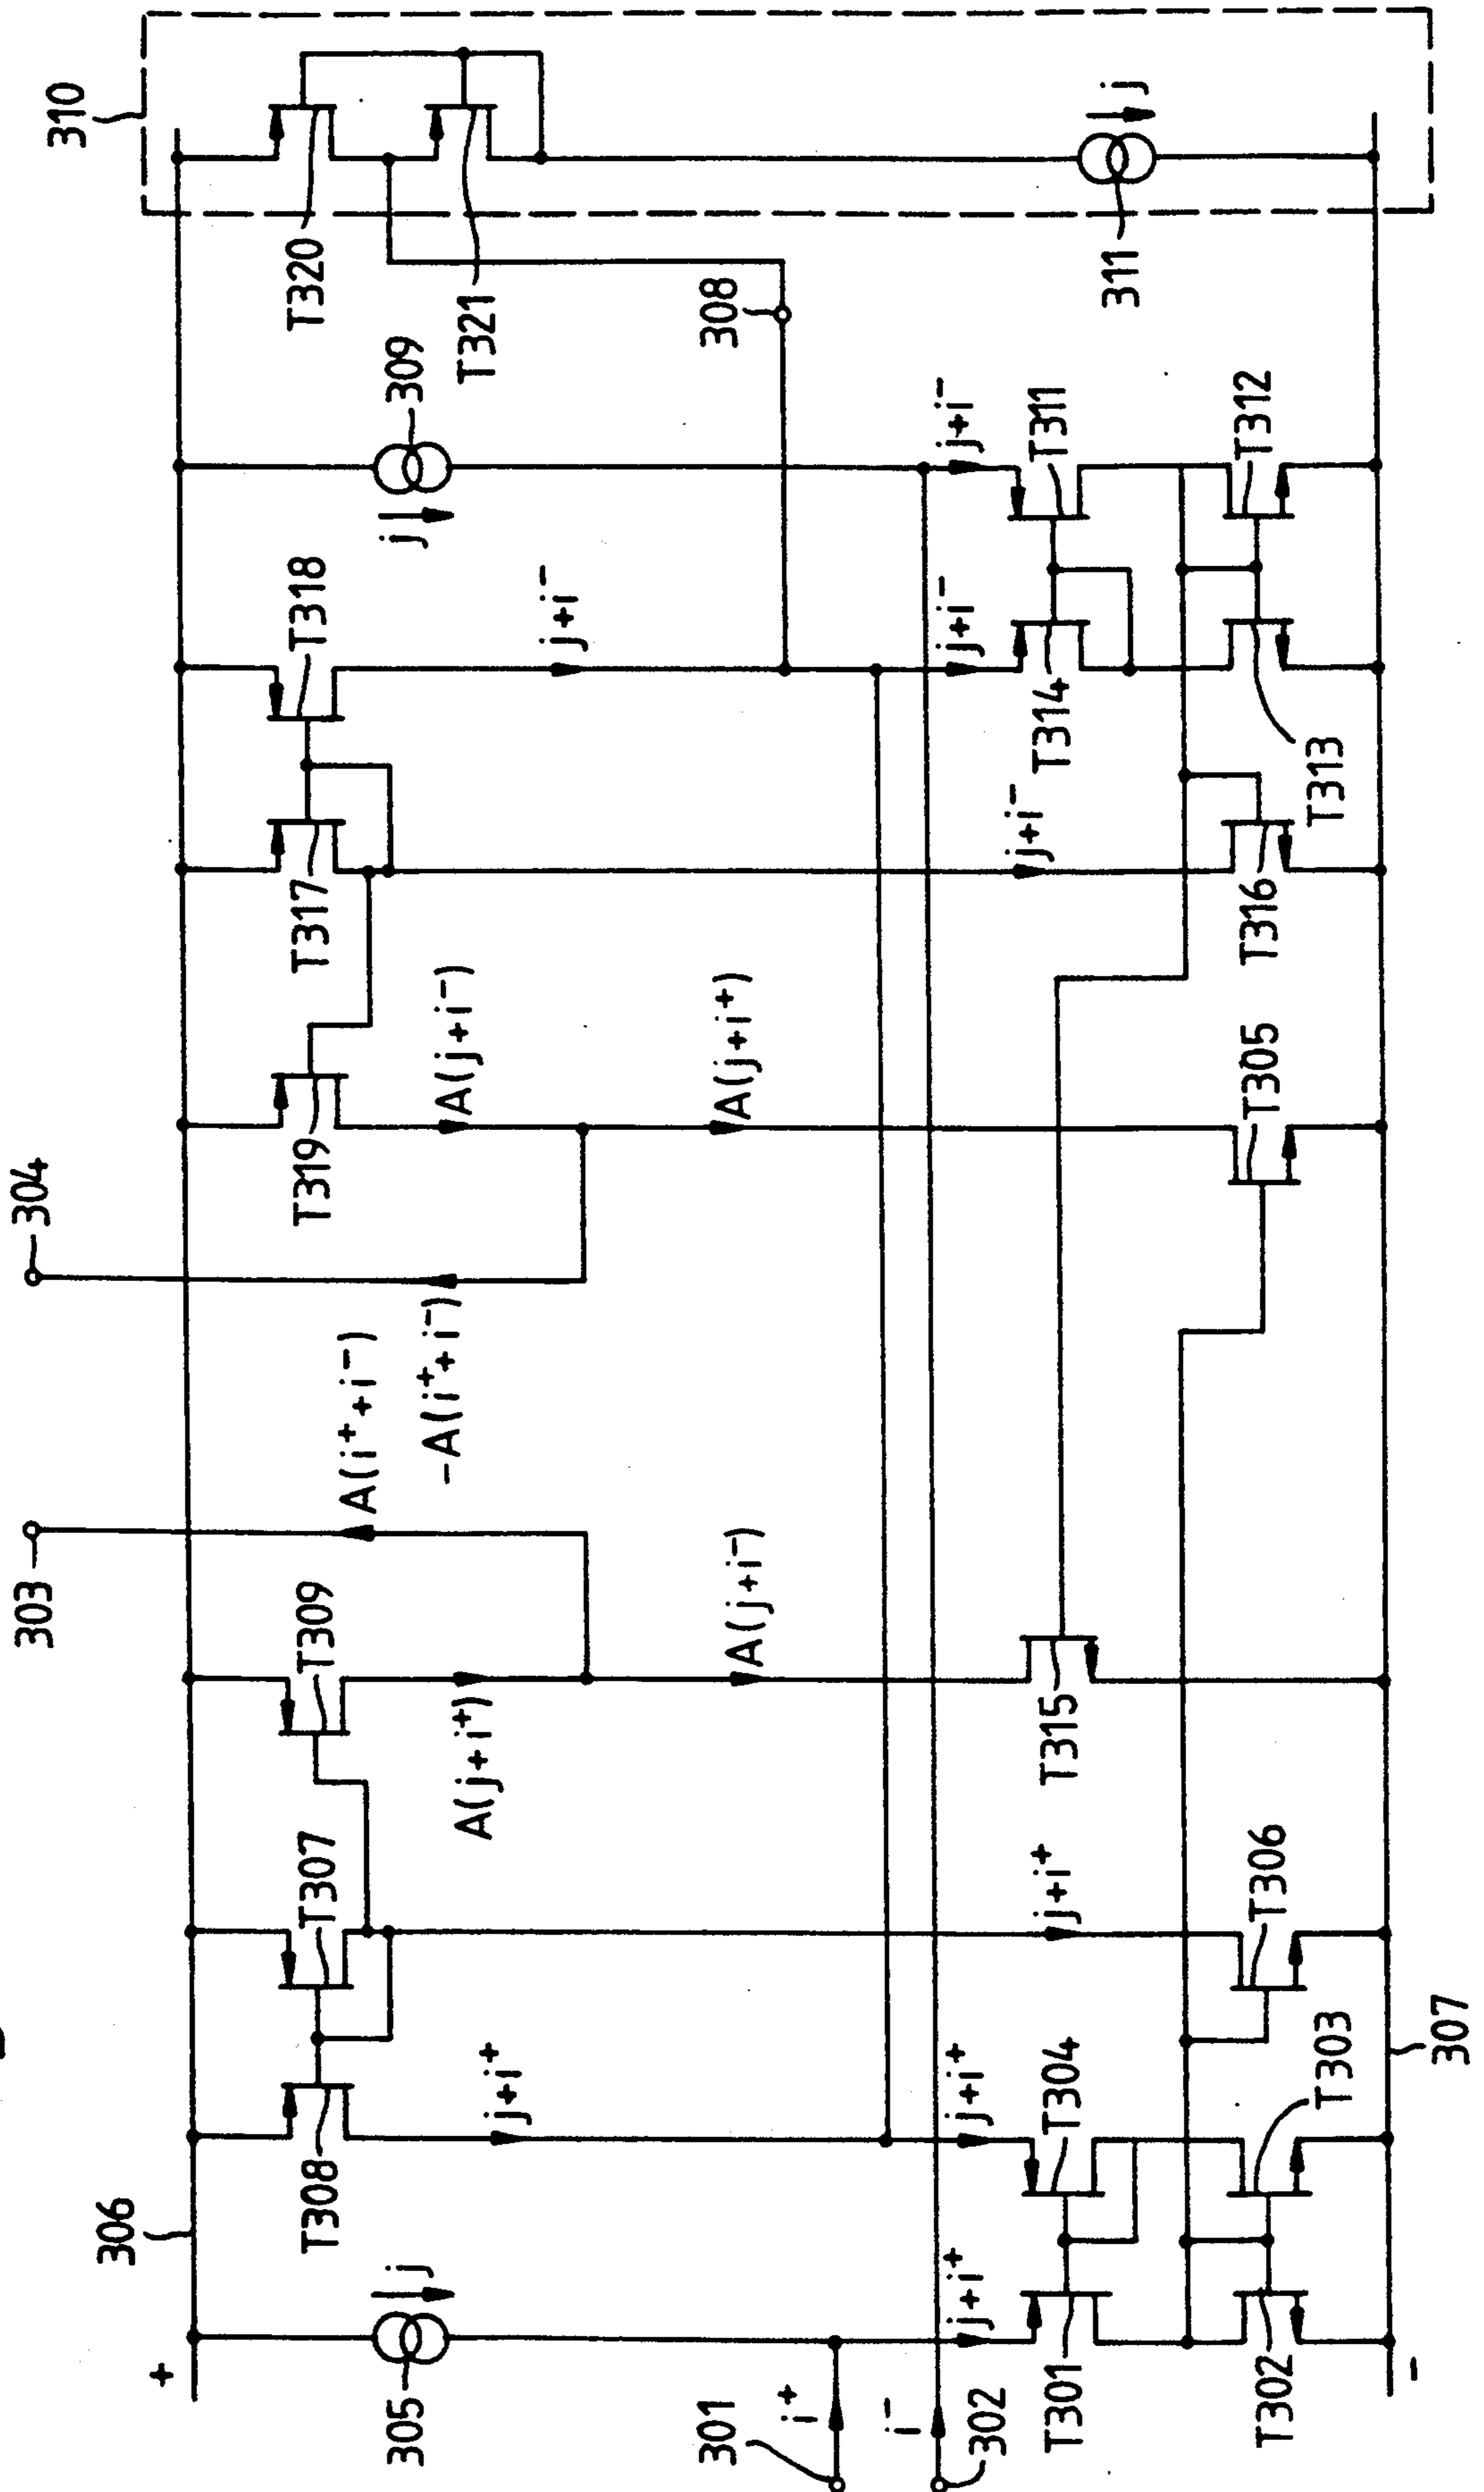 303
304
310
306
+
T308
T307
T309
T319
T317
T318
T320
305
j
j+i⁺
A(j+i⁺)
A(i⁺+i⁻)
-A(i⁺+i⁻)
A(j+i⁻)
j+i⁻
j
309
T321
308
A(j+i⁻)
A(j+i⁺)
301
i⁺
i⁻
302
j+i⁺
j+i⁺
j+i⁺
j+i⁻
j+i⁻
j+i⁻
T301
T304
T315
T314
T311
311
j
T302
T303
T306
T305
T316
T313
T312
-
307